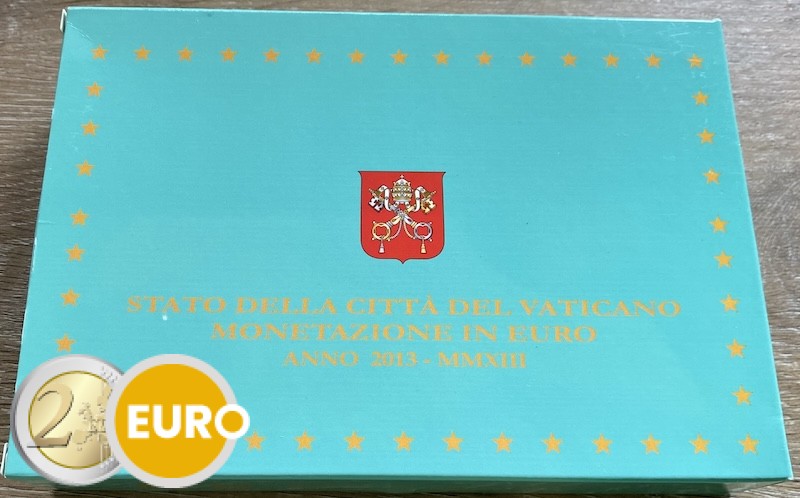 STATO DELLA CITTÀ DEL VATICANO
MONETAZIONE IN EURO
ANNO 2013 - MMXIII
2 EURO